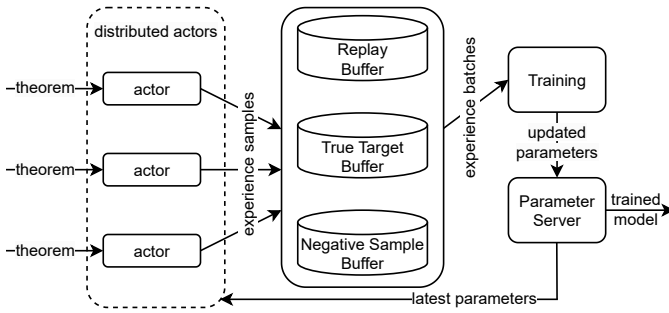 distributed actors
theorem
actor
theorem
actor
theorem
actor
experience samples
Replay
Buffer
True Target
Buffer
Negative Sample
Buffer
experience batches
Training
updated
parameters
Parameter
Server
trained
model
latest parameters